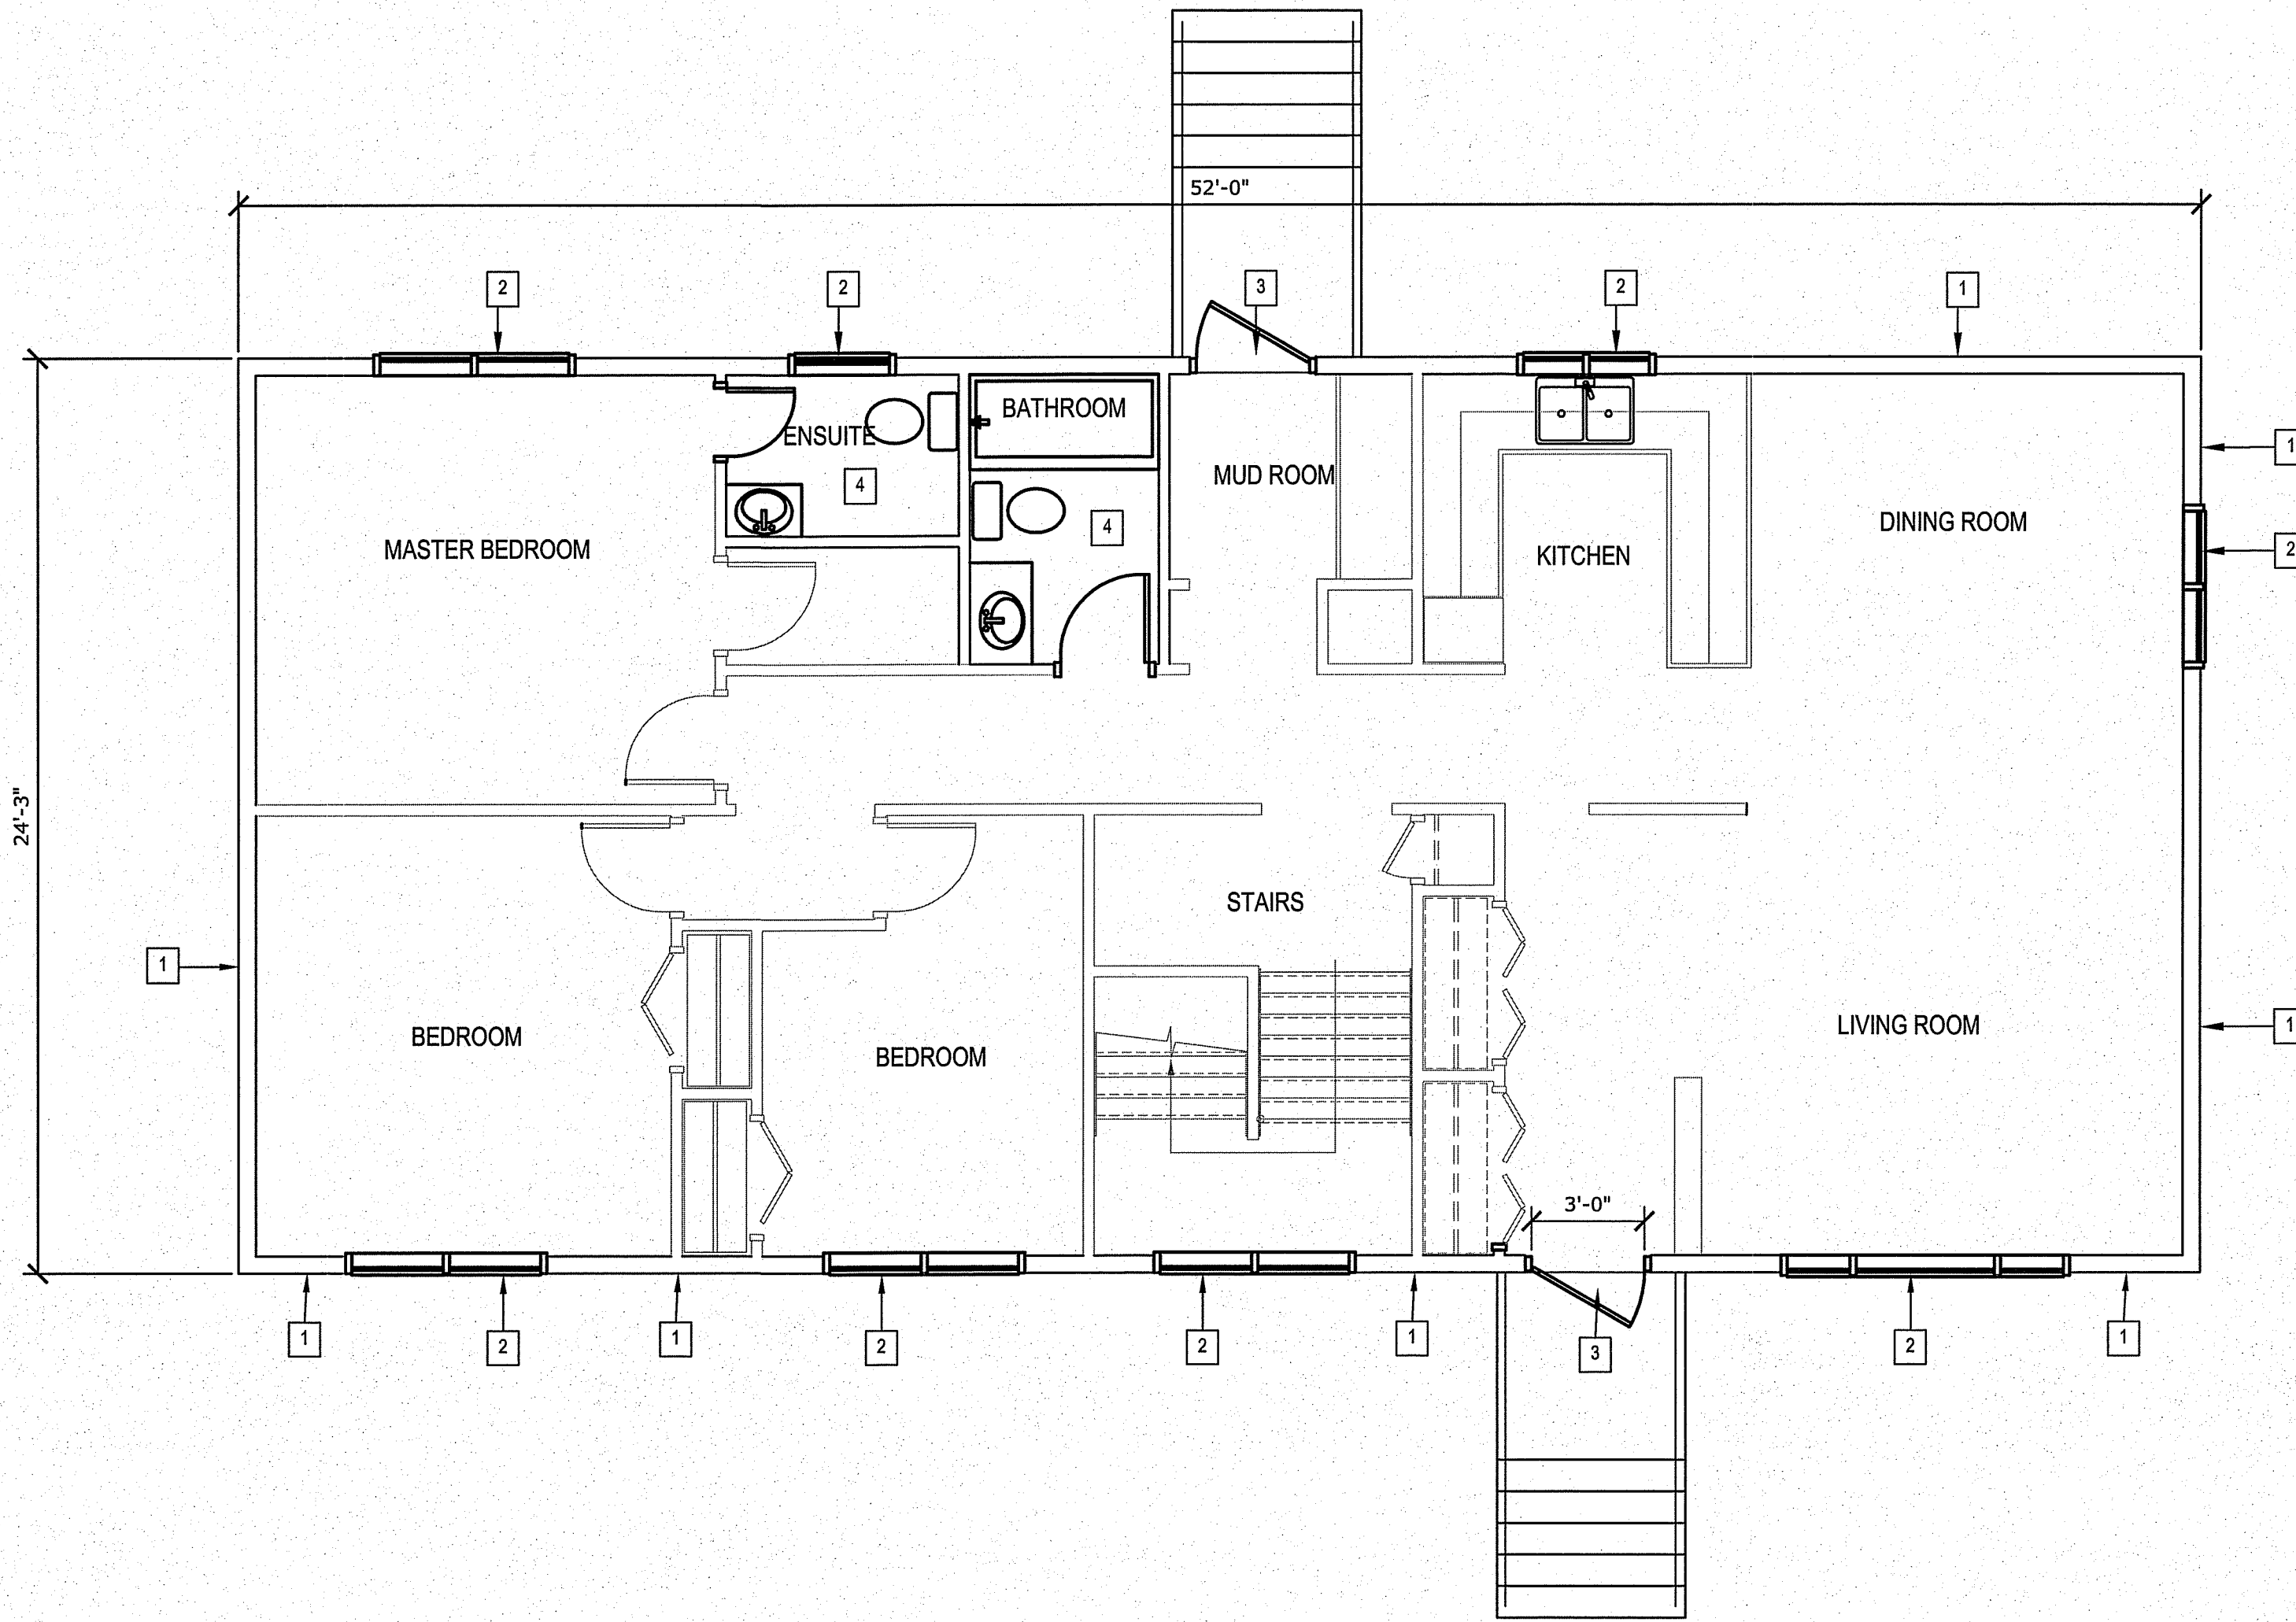 52'-0"
2
2
3
2
1
BATHROOM
ENSUITE
1
MUD ROOM
4
4
DINING ROOM
MASTER BEDROOM
KITCHEN
2
24'-3"
STAIRS
1
BEDROOM
BEDROOM
LIVING ROOM
1
3'-0"
1
2
1
2
2
1
3
2
1